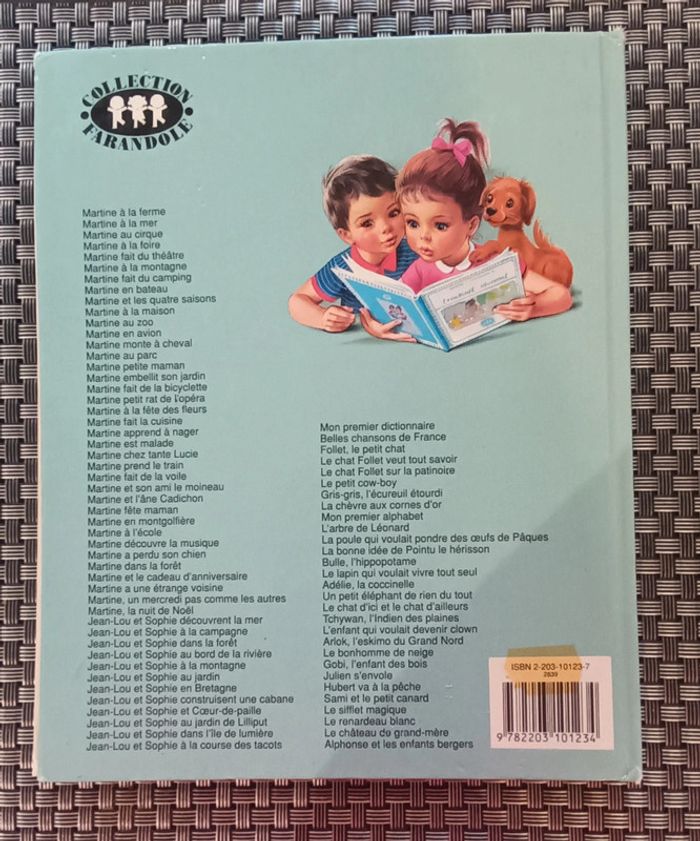 COLLECTION
FARANDOLE
Martine à la ferme
Martine à la mer
Martine au cirque
Martine à la foire
Martine fait du théâtre
Martine à la montagne
Martine fait du camping
Martine en bateau
Martine et les quatre saisons
Martine à la maison
Martine au zoo
Martine en avion
Martine monte à cheval
Martine au parc
Martine petite maman
Martine embellit son jardin
Martine fait de la bicyclette
Martine petit rat de l'opéra
Martine à la fête des fleurs
Martine fait la cuisine
Martine apprend à nager
Martine est malade
Martine chez tante Lucie
Martine prend le train
Martine fait de la voile
Martine et son ami le moineau
Martine et l'âne Cadichon
Martine fête maman
Martine en montgolfière
Martine à l'école
Martine découvre la musique
Martine a perdu son chien
Martine dans la forêt
Martine et le cadeau d'anniversaire
Martine a une étrange voisine
Martine, un mercredi pas comme les autres
Martine, la nuit de Noël
Jean-Lou et Sophie découvrent la mer
Jean-Lou et Sophie à la campagne
Jean-Lou et Sophie dans la forêt
Jean-Lou et Sophie au bord de la rivière
Jean-Lou et Sophie à la montagne
Jean-Lou et Sophie au jardin
Jean-Lou et Sophie en Bretagne
Jean-Lou et Sophie construisent une cabane
Jean-Lou et Sophie et Cœur-de-paille
Jean-Lou et Sophie au jardin de Lilliput
Jean-Lou et Sophie dans l'île de lumière
Jean-Lou et Sophie à la course des tacots
Mon premier dictionnaire
Belles chansons de France
Follet, le petit chat
Le chat Follet veut tout savoir
Le chat Follet sur la patinoire
Le petit cow-boy
Gris-gris, l'écureuil étourdi
La chèvre aux cornes d'or
Mon premier alphabet
L'arbre de Léonard
La poule qui voulait pondre des œufs de Pâques
La bonne idée de Pointu le hérisson
Bulle, l'hippopotame
Le lapin qui voulait vivre tout seul
Adélie, la coccinelle
Un petit éléphant de rien du tout
Le chat d'ici et le chat d'ailleurs
Tchywan, l'Indien des plaines
L'enfant qui voulait devenir clown
Arlok, l'eskimo du Grand Nord
Le bonhomme de neige
Gobi, l'enfant des bois
Julien s'envole
Hubert va à la pêche
Sami et le petit canard
Le sifflet magique
Le renardeau blanc
Le château de grand-mère
Alphonse et les enfants bergers
ISBN 2-203-10123-7
2839
9 782203 101234